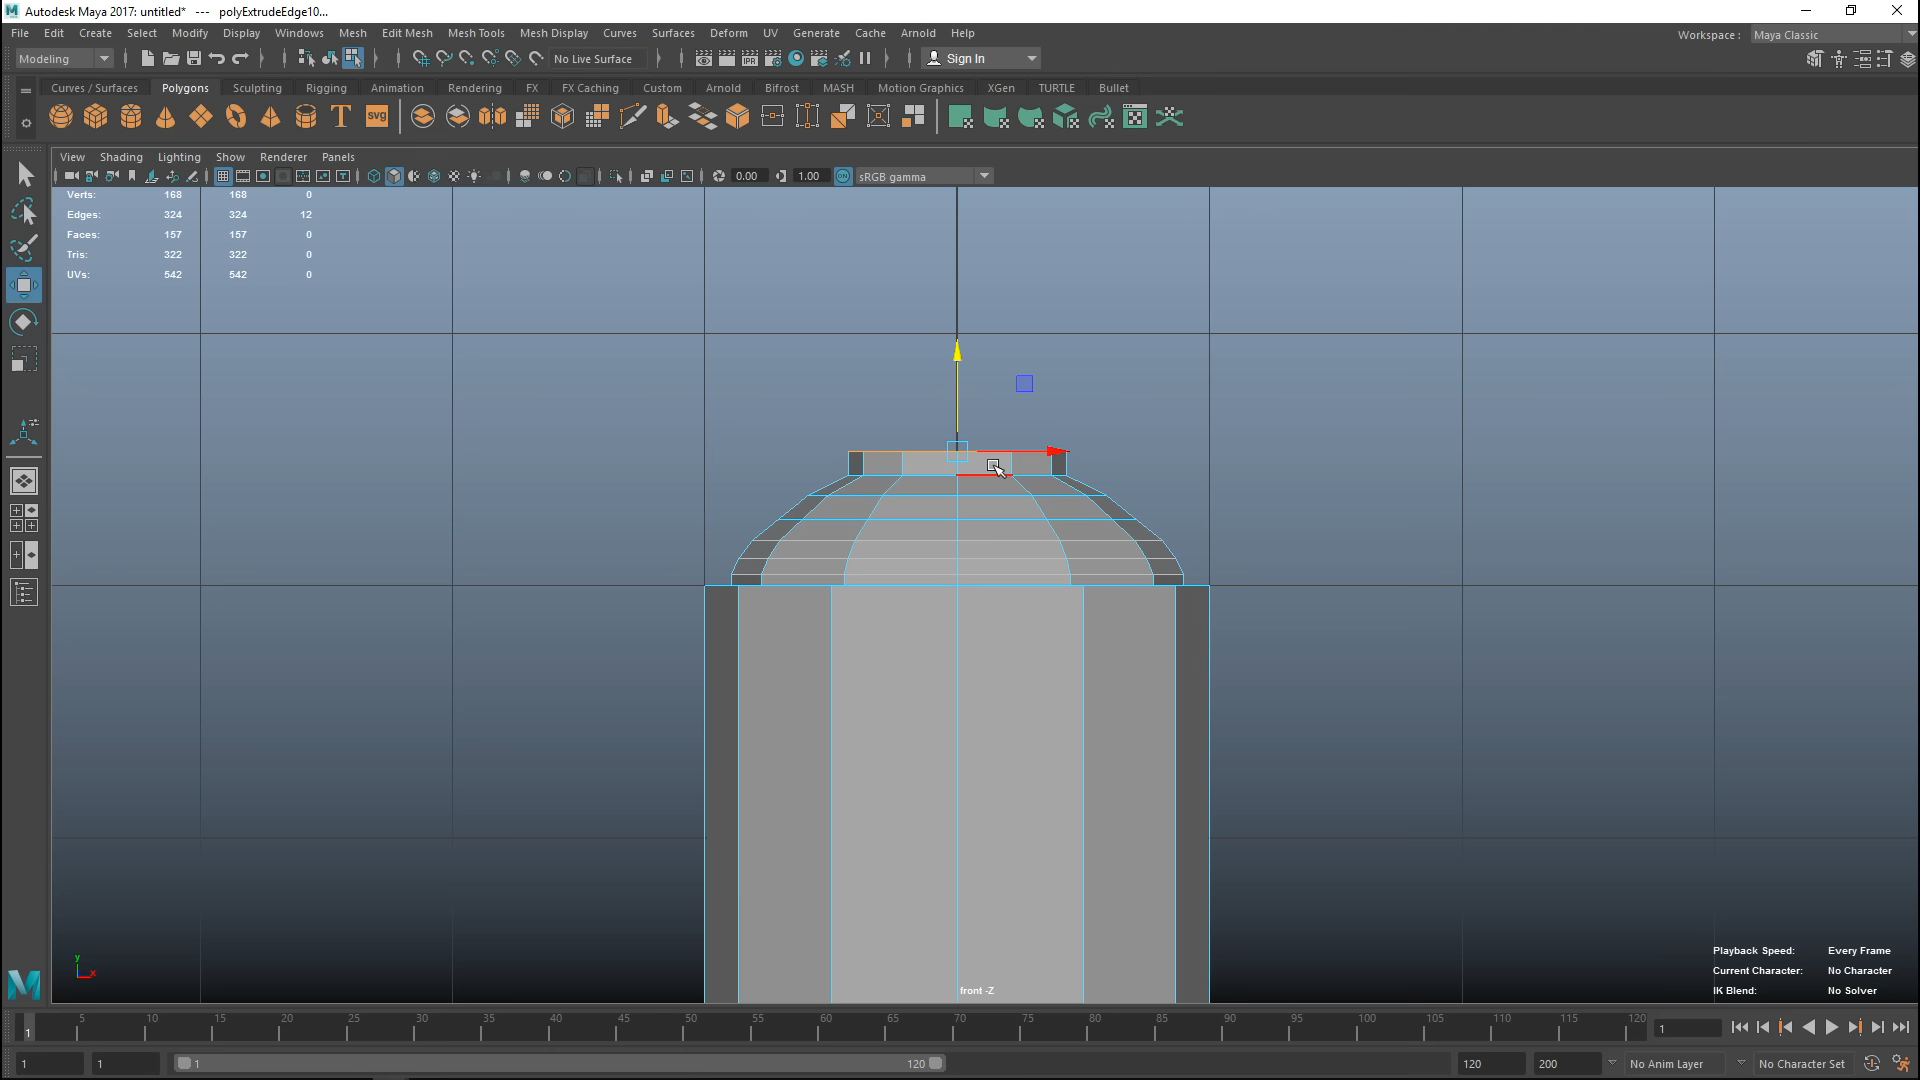 Autodesk Maya 2017: untitled* --- polyExtrudeEdge10...
File Edit Create Select Modify Display Windows Mesh Edit Mesh Mesh Tools Mesh Display Curves Surfaces Deform UV Generate Cache Arnold Help
Workspace : Maya Classic
Modeling
No Live Surface
Sign In
Curves / Surfaces Polygons Sculpting Rigging Animation Rendering FX FX Caching Custom Arnold Bifrost MASH Motion Graphics XGen TURTLE Bullet
T svg
View Shading Lighting Show Renderer Panels
IPR
0.00 1.00 ON sRGB gamma
Verts: 168 168 0
Edges: 324 324 12
Faces: 157 157 0
Tris: 322 322 0
UVs: 542 542 0
Playback Speed: Every Frame
Current Character: No Character
IK Blend: No Solver
y
x
front -Z
5 10 15 20 25 30 35 40 45 50 55 60 65 70 75 80 85 90 95 100 105 110 115 120
1 1
1 1 1 120 120 200 No Anim Layer No Character Set